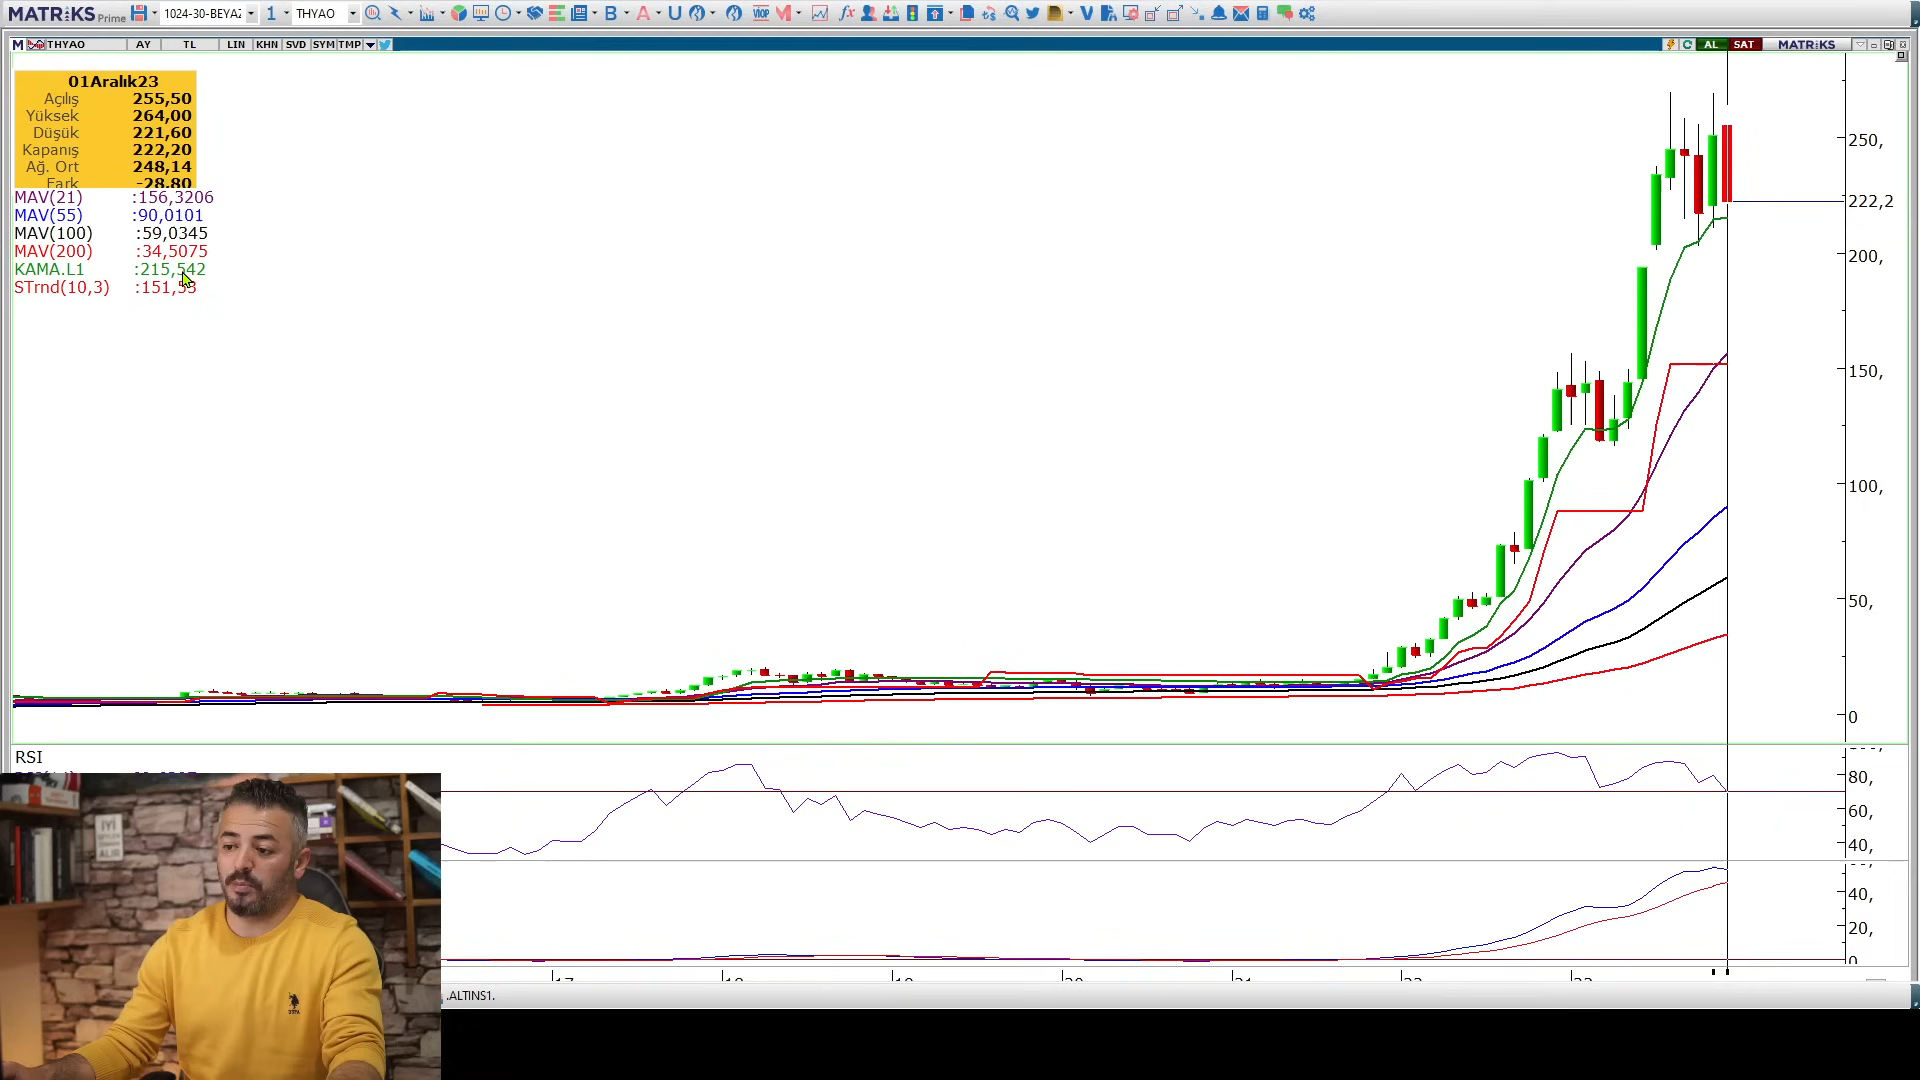 MATRiKS Prime 1024-30-BEYAZ 1 THYAO
M THYAO AY TL LIN KHN SVD SYM TMP AL SAT MATRiKS
01Aralık23
Açılış 255,50
Yüksek 264,00
Düşük 221,60
Kapanış 222,20
Ağ. Ort 248,14
Fark -28,80
MAV(21) :156,3206
MAV(55) :90,0101
MAV(100) :59,0345
MAV(200) :34,5075
KAMA.L1 :215,542
STrnd(10,3) :151,53
250,
222,2
200,
150,
100,
50,
0
RSI
80,
60,
40,
40,
20,
0
İYİ
.ALTINS1.